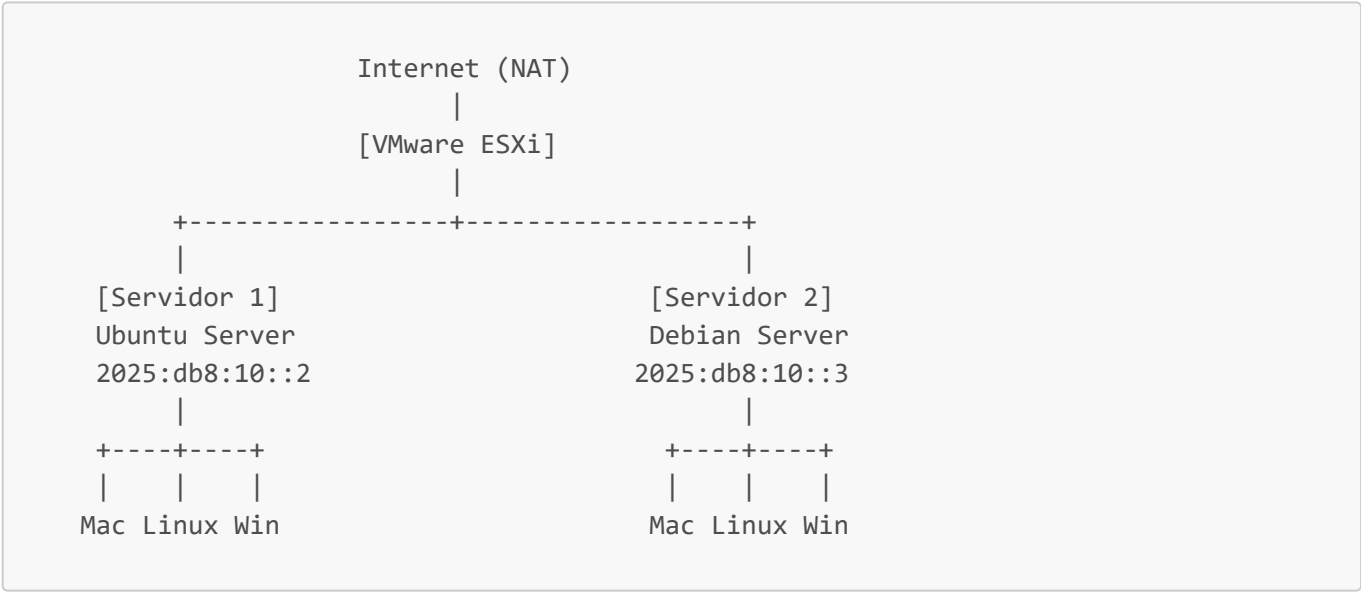 Internet (NAT)
|
[VMware ESXi]
|
+-----------------+------------------+
| |
[Servidor 1] [Servidor 2]
Ubuntu Server Debian Server
2025:db8:10::2 2025:db8:10::3
| |
+----+----+ +----+----+
| | | | | |
Mac Linux Win Mac Linux Win